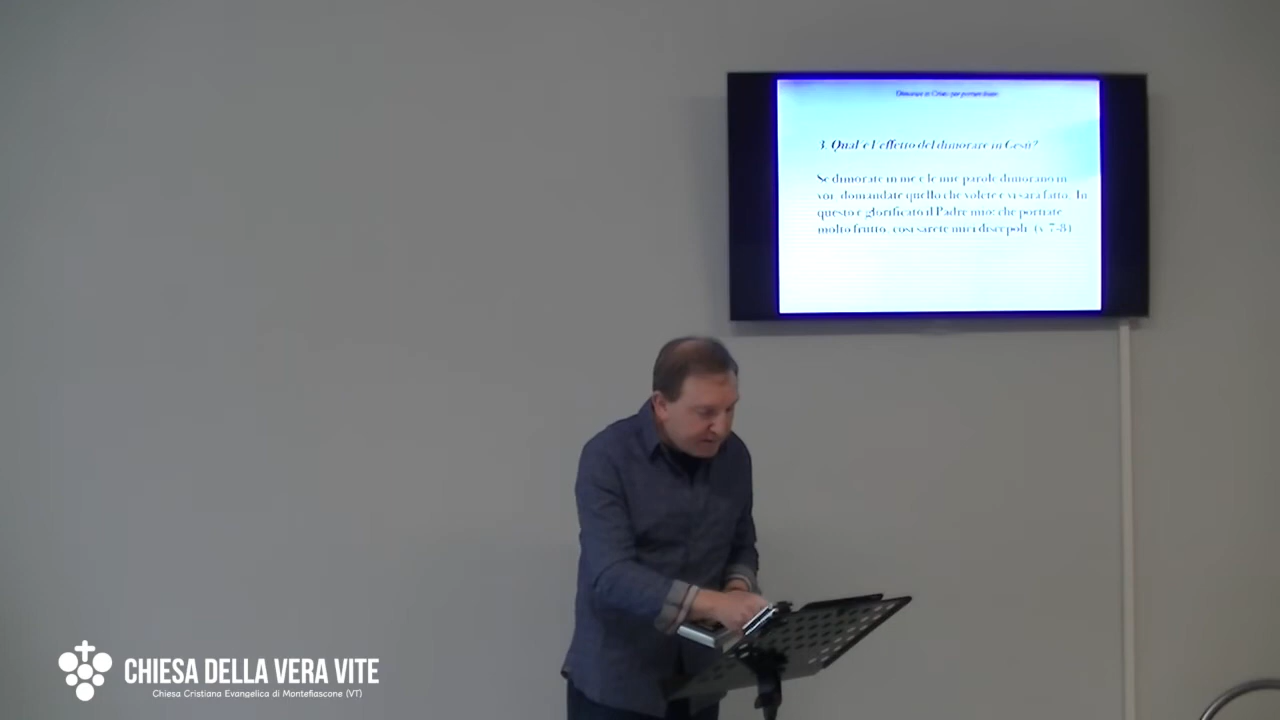 Dimorare in Cristo per portare frutto
3. Qual è l'effetto del dimorare in Gesù?
Se dimorate in me e le mie parole dimorano in
voi, domandate quello che volete e vi sarà fatto. In
questo è glorificato il Padre mio: che portiate
molto frutto, così sarete miei discepoli. (v. 7-8)
CHIESA DELLA VERA VITE
Chiesa Cristiana Evangelica di Montefiascone (VT)